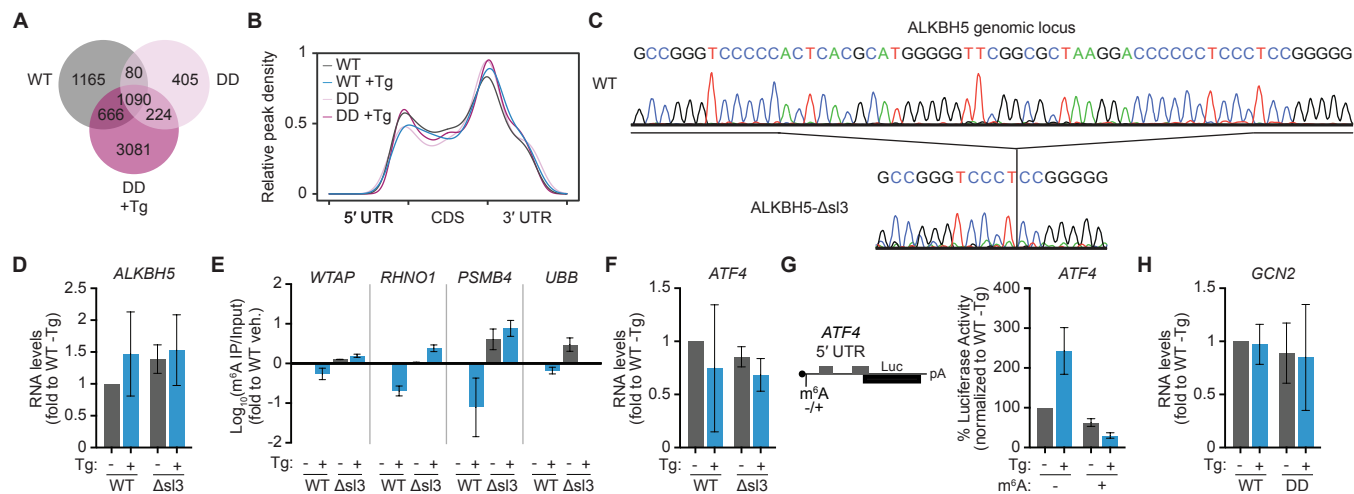 A
WT
1165
80
405
DD
1090
666
224
3081
DD
+Tg
B
Relative peak density
1
0.5
0
WT
WT +Tg
DD
DD +Tg
5′ UTR
CDS
3′ UTR
C
ALKBH5 genomic locus
GCCGGGTCCCCCACTCACGCATGGGGGTTCGGCGCTAAGGACCCCCCTCCCTCCGGGGG
WT
GCCGGGTCCCTCCGGGGG
ALKBH5-Δsl3
D
ALKBH5
RNA levels
(fold to WT -Tg)
2.5
2
1.5
1
0.5
0
Tg: - + - +
WT Δsl3
E
WTAP RHNO1 PSMB4 UBB
Log10(m6A IP/Input)
(fold to WT veh.)
2
1
0
-1
-2
Tg: - + - + - + - + - + - + - + - +
WT Δsl3 WT Δsl3 WT Δsl3 WT Δsl3
F
ATF4
RNA levels
(fold to WT -Tg)
1.5
1
0.5
0
Tg: - + - +
WT Δsl3
G
ATF4
5′ UTR
Luc
pA
m6A
-/+
ATF4
% Luciferase Activity
(normalized to WT -Tg)
400
300
200
100
50
0
Tg: - + - +
m6A: - +
H
GCN2
RNA levels
(fold to WT -Tg)
1.5
1
0.5
0
Tg: - + - +
WT DD